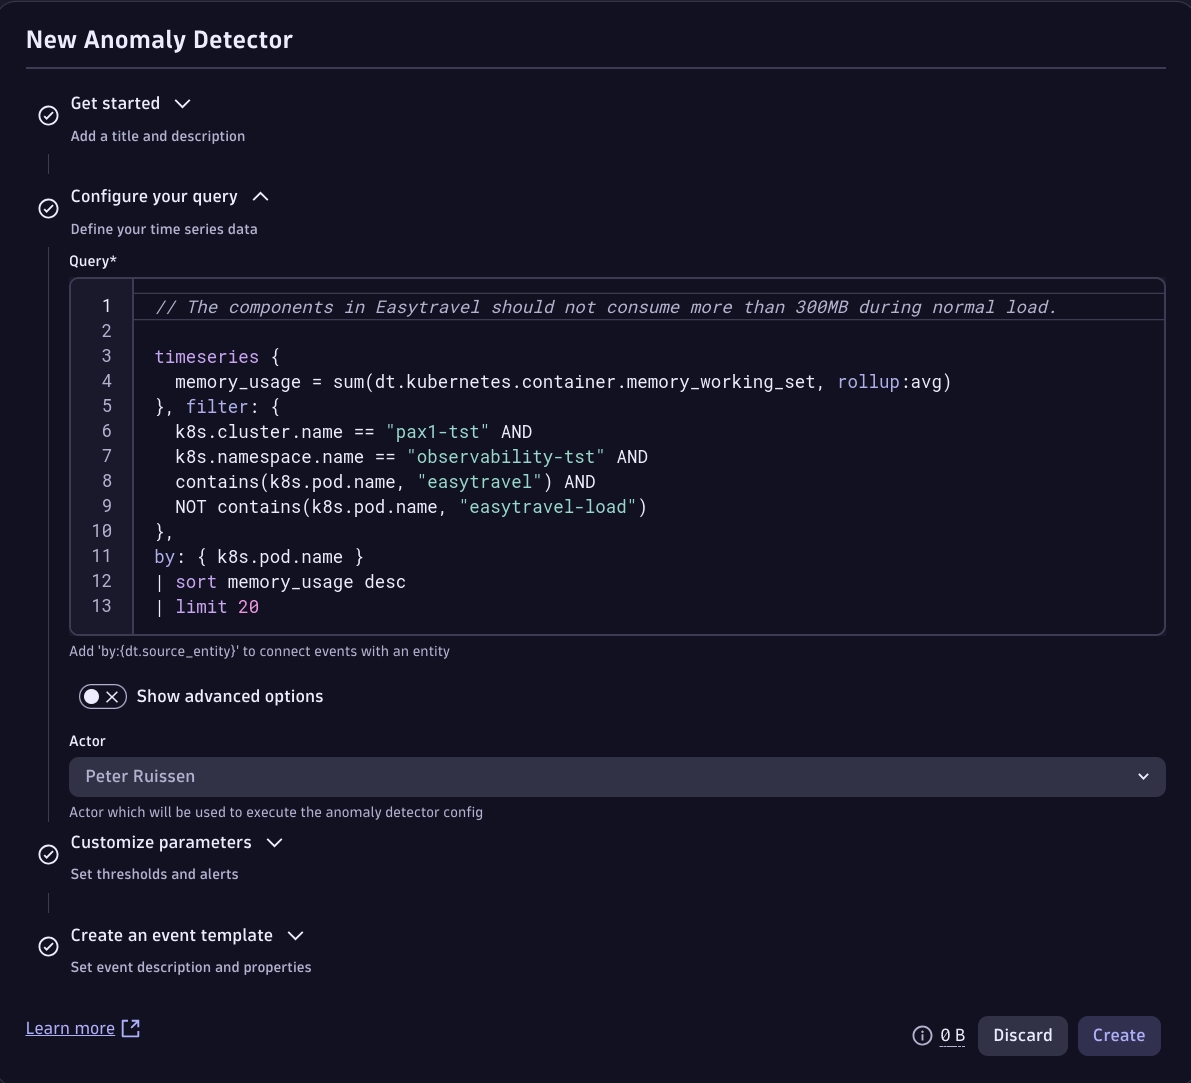 New Anomaly Detector
Get started
Add a title and description
Configure your query
Define your time series data
Query*
1 // The components in Easytravel should not consume more than 300MB during normal load.
2
3 timeseries {
4 memory_usage = sum(dt.kubernetes.container.memory_working_set, rollup:avg)
5 }, filter: {
6 k8s.cluster.name == "pax1-tst" AND
7 k8s.namespace.name == "observability-tst" AND
8 contains(k8s.pod.name, "easytravel") AND
9 NOT contains(k8s.pod.name, "easytravel-load")
10 },
11 by: { k8s.pod.name }
12 | sort memory_usage desc
13 | limit 20
Add 'by:{dt.source_entity}' to connect events with an entity
Show advanced options
Actor
Peter Ruissen
Actor which will be used to execute the anomaly detector config
Customize parameters
Set thresholds and alerts
Create an event template
Set event description and properties
Learn more
0 B
Discard
Create